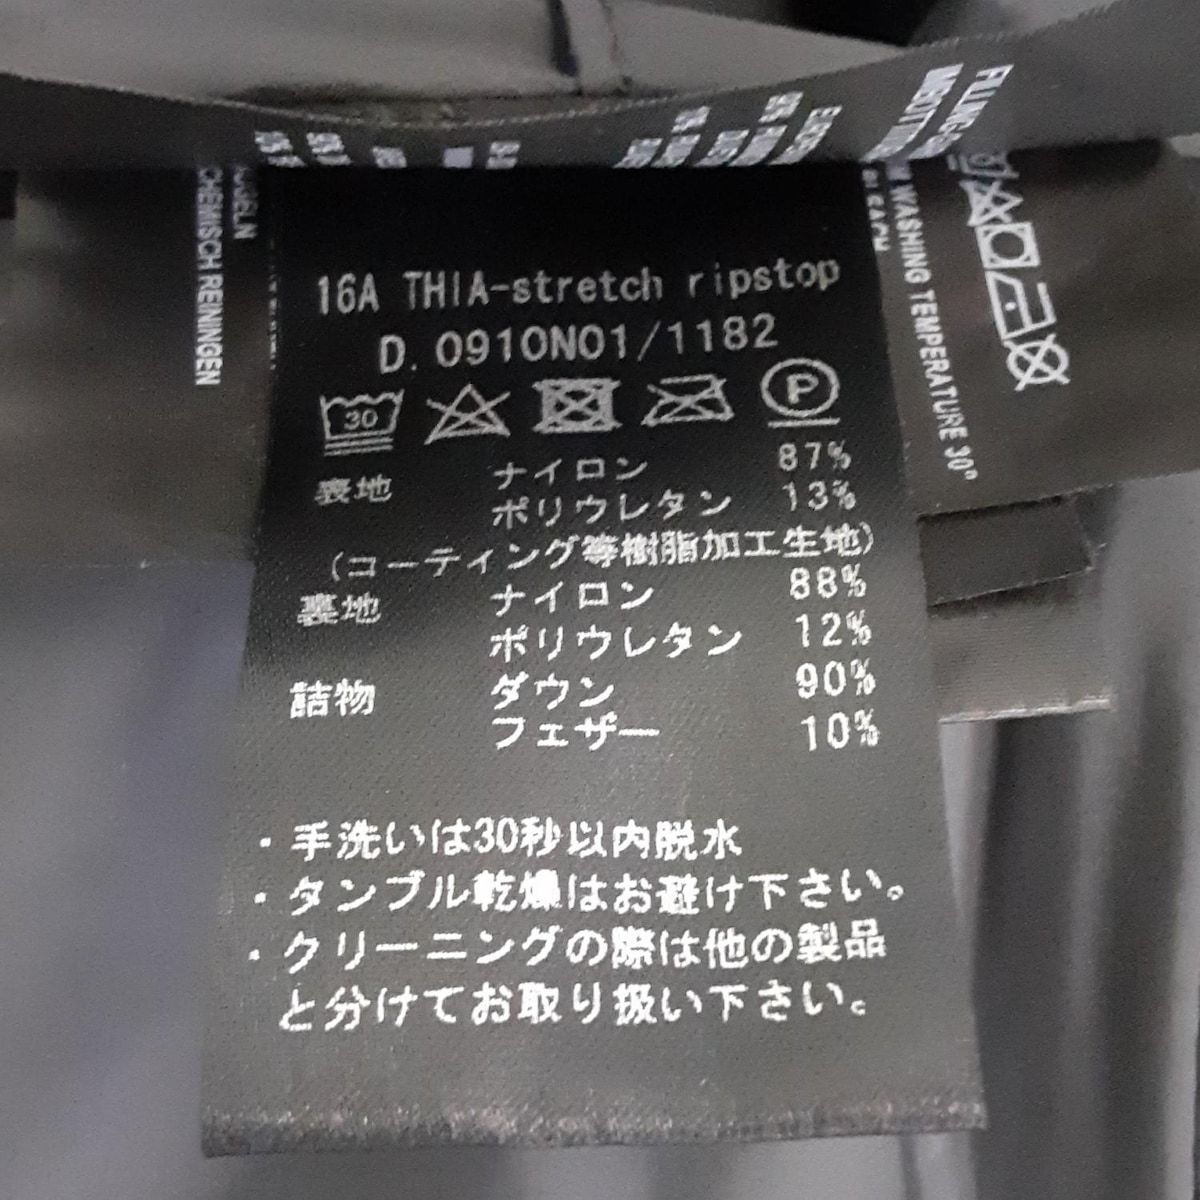 FILLING
WASHING TEMPERATURE 30°
BLEACH
CHEMISCH REININGEN
16A THIA-stretch ripstop
D. 0910N01/1182
30
P
表地 ナイロン 87%
ポリウレタン 13%
(コーティング等樹脂加工生地)
裏地 ナイロン 88%
ポリウレタン 12%
詰物 ダウン 90%
フェザー 10%
・手洗いは30秒以内脱水
・タンブル乾燥はお避け下さい。
・クリーニングの際は他の製品
と分けてお取り扱い下さい。